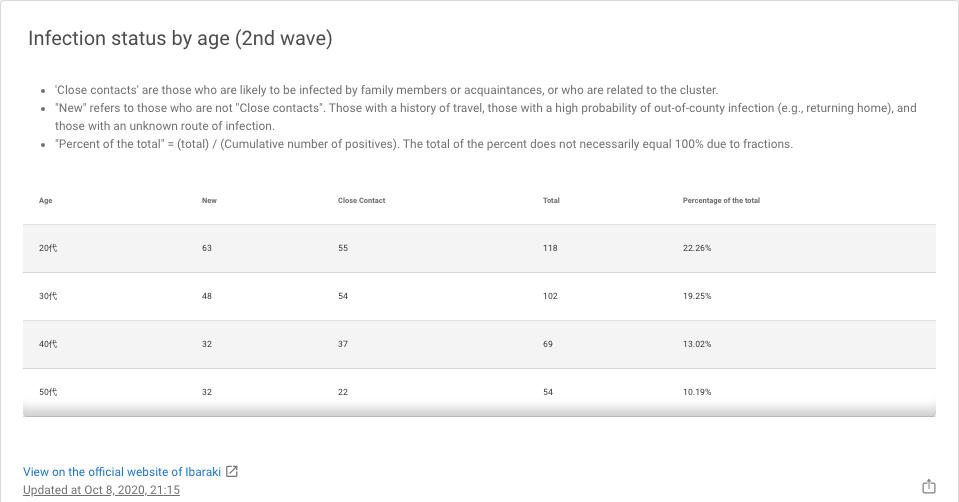 Infection status by age (2nd wave)
'Close contacts' are those who are likely to be infected by family members or acquaintances, or who are related to the cluster.
"New" refers to those who are not "Close contacts". Those with a history of travel, those with a high probability of out-of-county infection (e.g., returning home), and
those with an unknown route of infection.
"Percent of the total" = (total) / (Cumulative number of positives). The total of the percent does not necessarily equal 100% due to fractions.
Age New Close Contact Total Percentage of the total
20代 63 55 118 22.26%
30代 48 54 102 19.25%
40代 32 37 69 13.02%
50代 32 22 54 10.19%
View on the official website of Ibaraki
Updated at Oct 8, 2020, 21:15